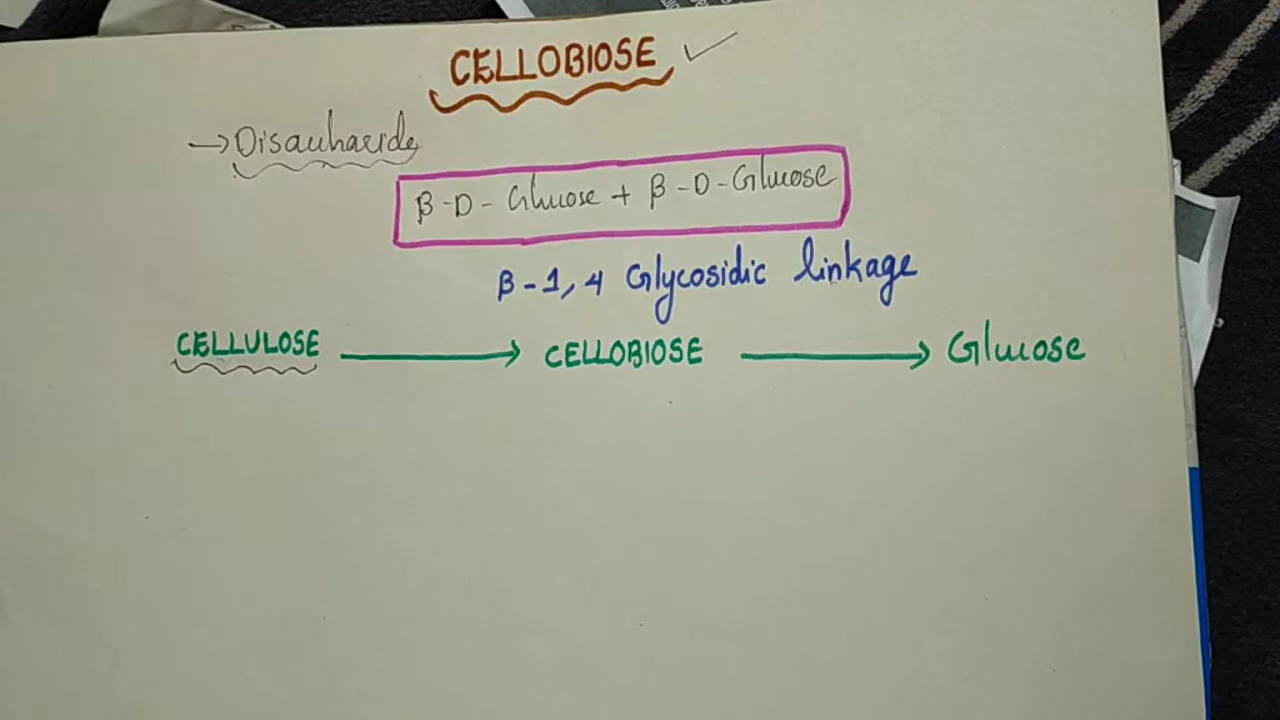 CELLOBIOSE
→ Disaccharide
β-D-Glucose + β-D-Glucose
β-1,4 Glycosidic linkage
CELLULOSE → CELLOBIOSE → Glucose